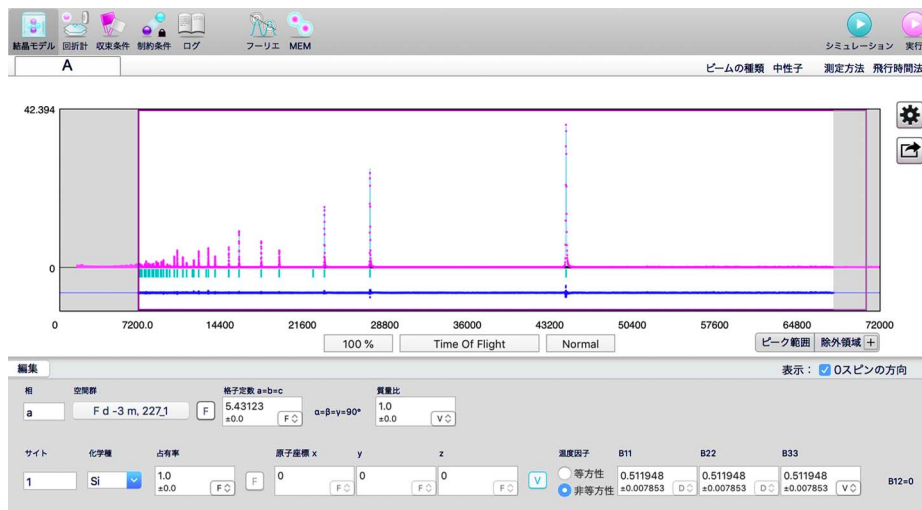 結晶モデル 回折計 収束条件 制約条件 ログ フーリエ MEM シミュレーション 実行
A ビームの種類 中性子 測定方法 飛行時間法
42.394
0
0 7200.0 14400 21600 28800 36000 43200 50400 57600 64800 72000
100 % Time Of Flight Normal ピーク範囲 除外領域 +
編集 表示： 0スピンの方向
相 空間群 格子定数 a=b=c 質量比
a F d -3 m, 227_1 F 5.43123 ±0.0 F α=β=γ=90° 1.0 ±0.0 V
サイト 化学種 占有率 原子座標 x y z 温度因子 B11 B22 B33
1 Si 1.0 ±0.0 F F 0 F 0 F 0 F V 等方性 非等方性 0.511948 ±0.007853 D 0.511948 ±0.007853 D 0.511948 ±0.007853 V B12=0